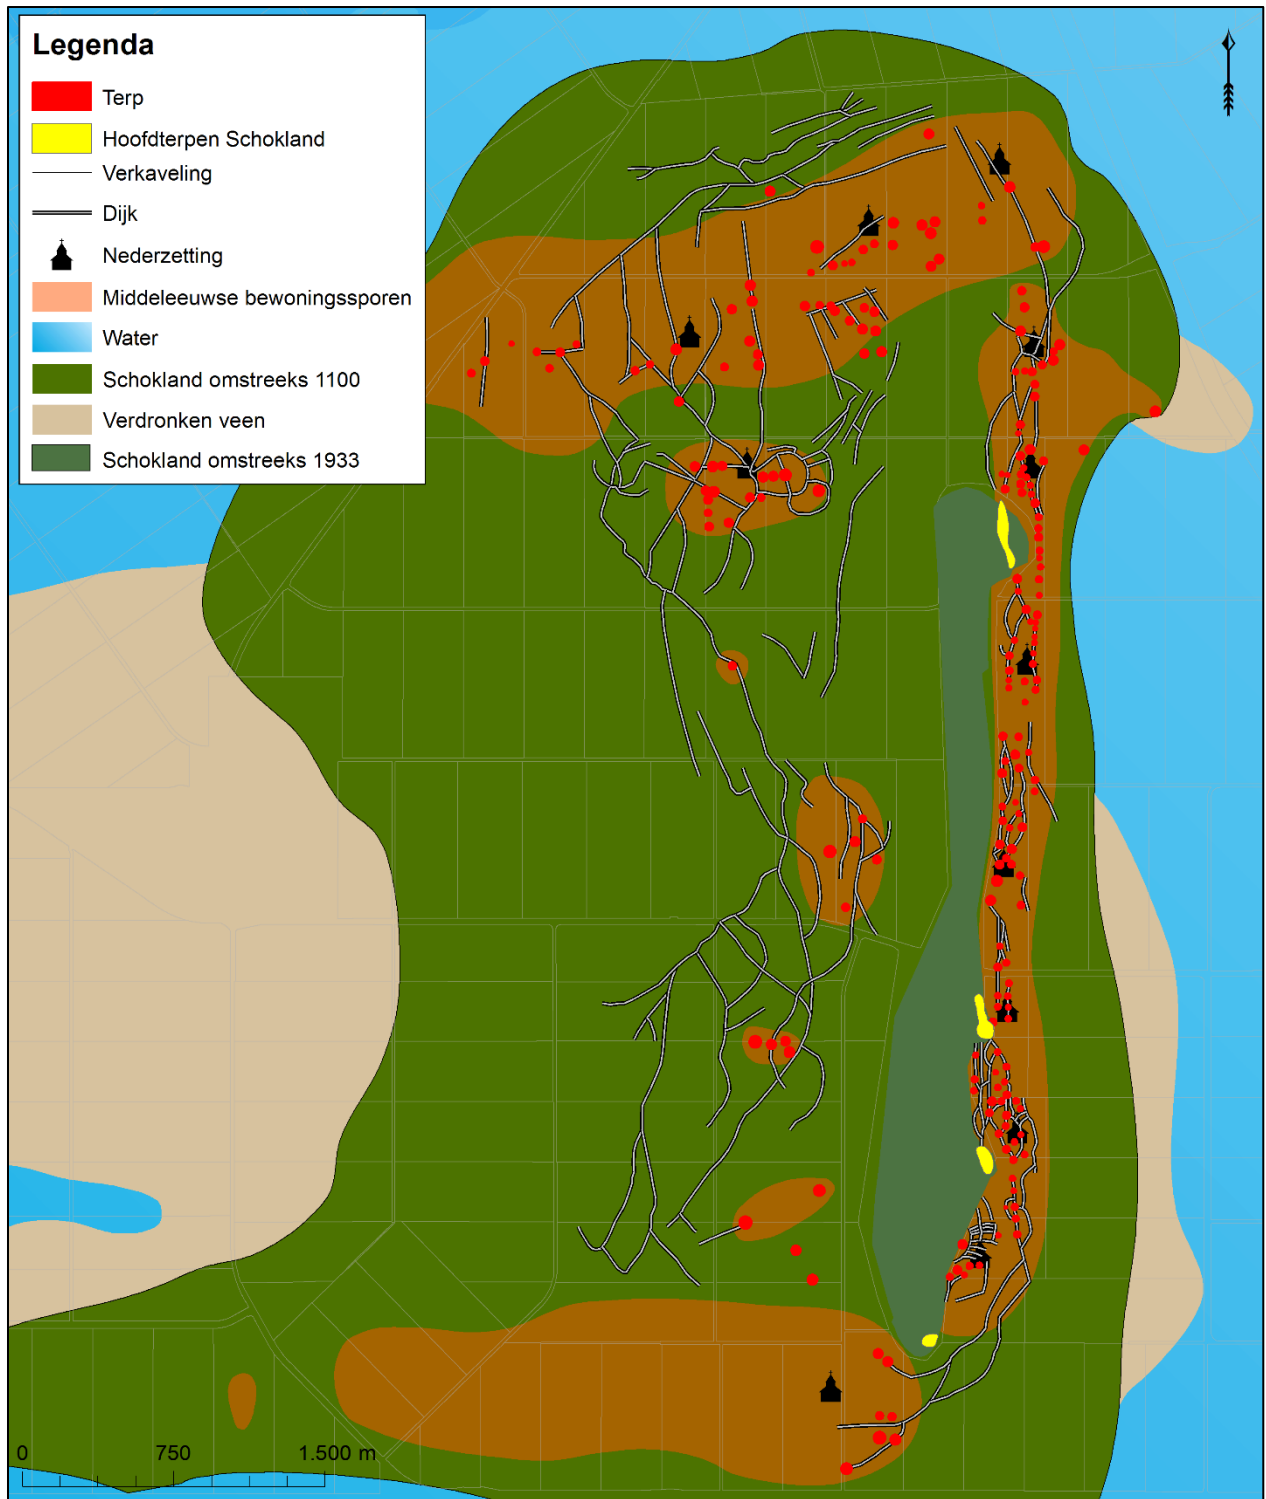 Legenda
Terp
Hoofdterpen Schokland
Verkaveling
Dijk
Nederzetting
Middeleeuwse bewoningssporen
Water
Schokland omstreeks 1100
Verdronken veen
Schokland omstreeks 1933
0 750 1.500 m